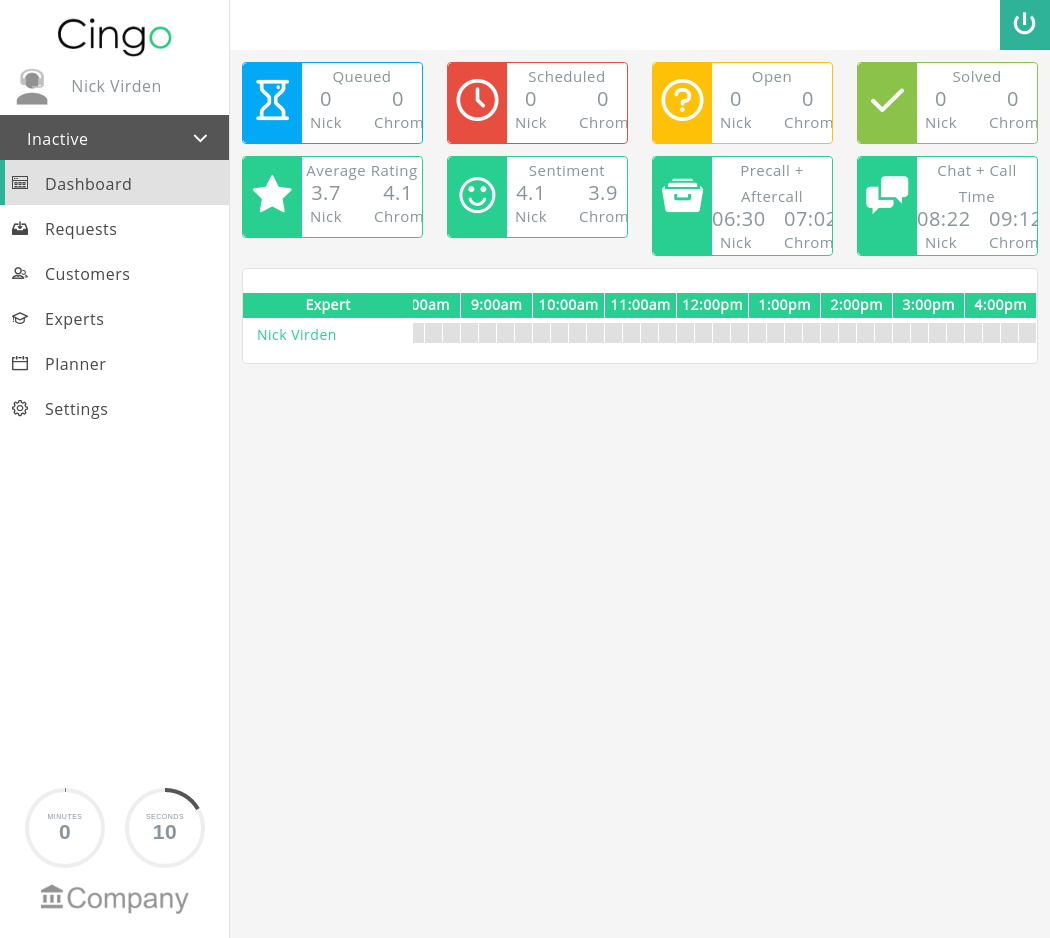 Cingo
Nick Virden
Inactive
Dashboard
Requests
Customers
Experts
Planner
Settings
MINUTES
0
SECONDS
10
Company
Queued
0 0
Nick Chrom
Scheduled
0 0
Nick Chrom
Open
0 0
Nick Chrom
Solved
0 0
Nick Chrom
Average Rating
3.7 4.1
Nick Chrom
Sentiment
4.1 3.9
Nick Chrom
Precall +
Aftercall
06:30 07:02
Nick Chrom
Chat + Call
Time
08:22 09:12
Nick Chrom
Expert 00am 9:00am 10:00am 11:00am 12:00pm 1:00pm 2:00pm 3:00pm 4:00pm
Nick Virden